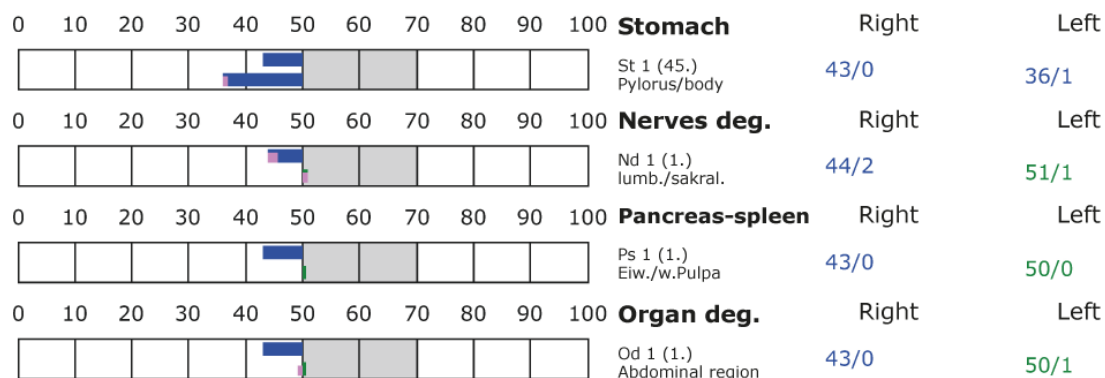 0 10 20 30 40 50 60 70 80 90 100 Stomach Right Left
St 1 (45.) 43/0 36/1
Pylorus/body
0 10 20 30 40 50 60 70 80 90 100 Nerves deg. Right Left
Nd 1 (1.) 44/2 51/1
lumb./sakral.
0 10 20 30 40 50 60 70 80 90 100 Pancreas-spleen Right Left
Ps 1 (1.) 43/0 50/0
Eiw./w.Pulpa
0 10 20 30 40 50 60 70 80 90 100 Organ deg. Right Left
Od 1 (1.) 43/0 50/1
Abdominal region